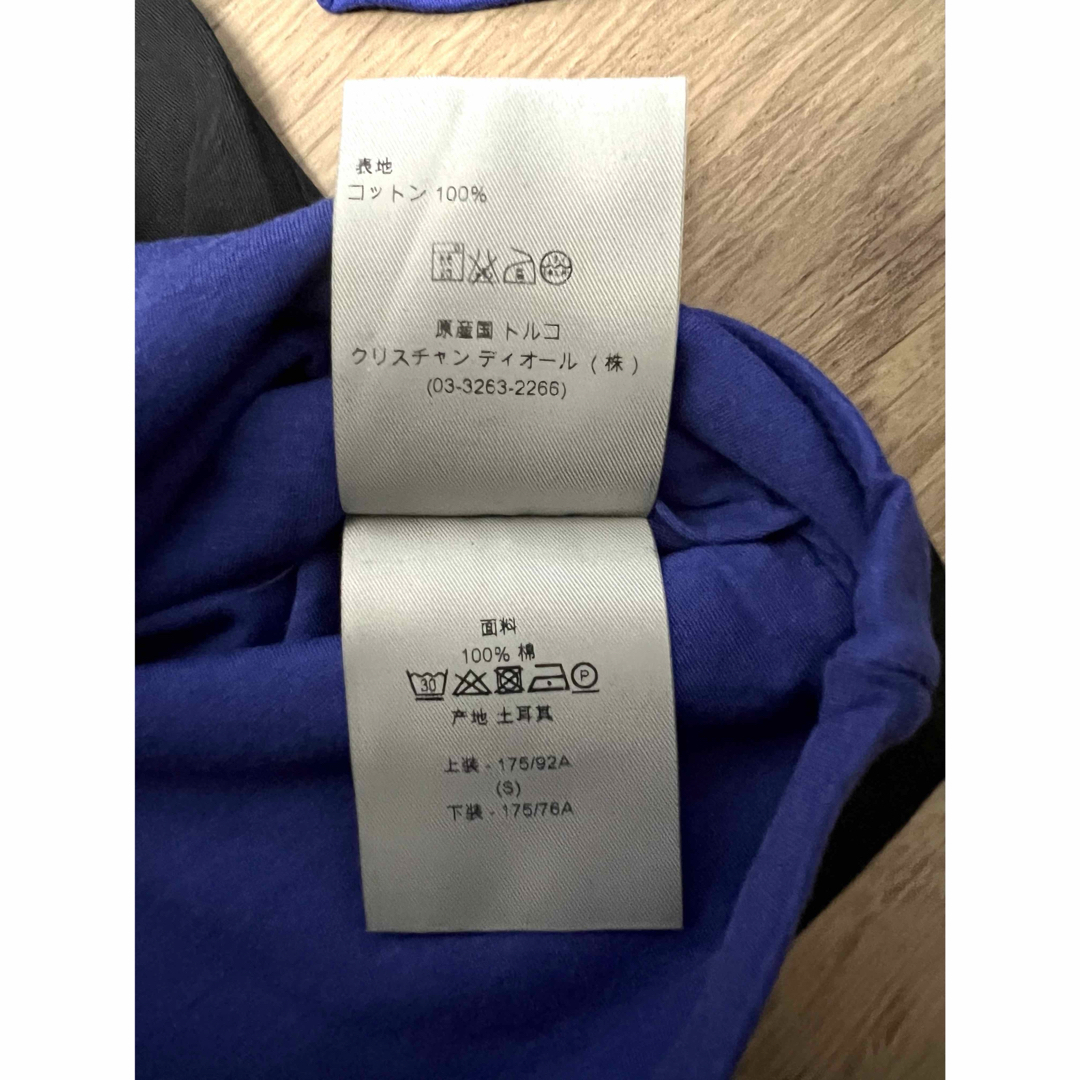 表地
コットン 100%
原産国 トルコ
クリスチャン ディオール (株)
(03-3263-2266)
面料
100% 棉
30 P
产地 土耳其
上装 - 175/92A
(S)
下装 - 175/76A